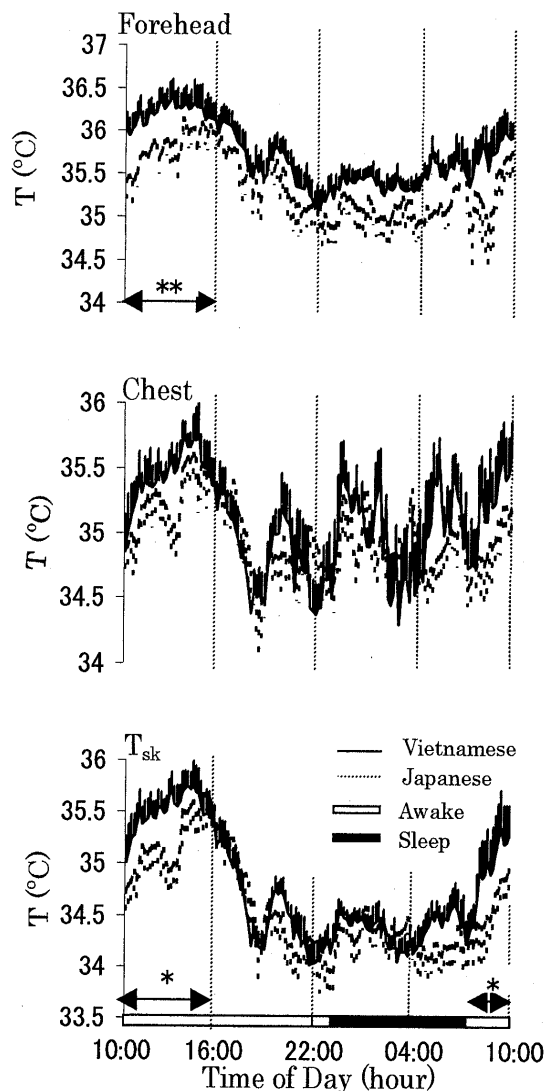 Forehead
37
36.5
36
35.5
35
34.5
34
T (°C)
**
Chest
36
35.5
35
34.5
34
T (°C)
Tsk
36
35.5
35
34.5
34
33.5
T (°C)
Vietnamese
Japanese
Awake
Sleep
*
*
10:00 16:00 22:00 04:00 10:00
Time of Day (hour)